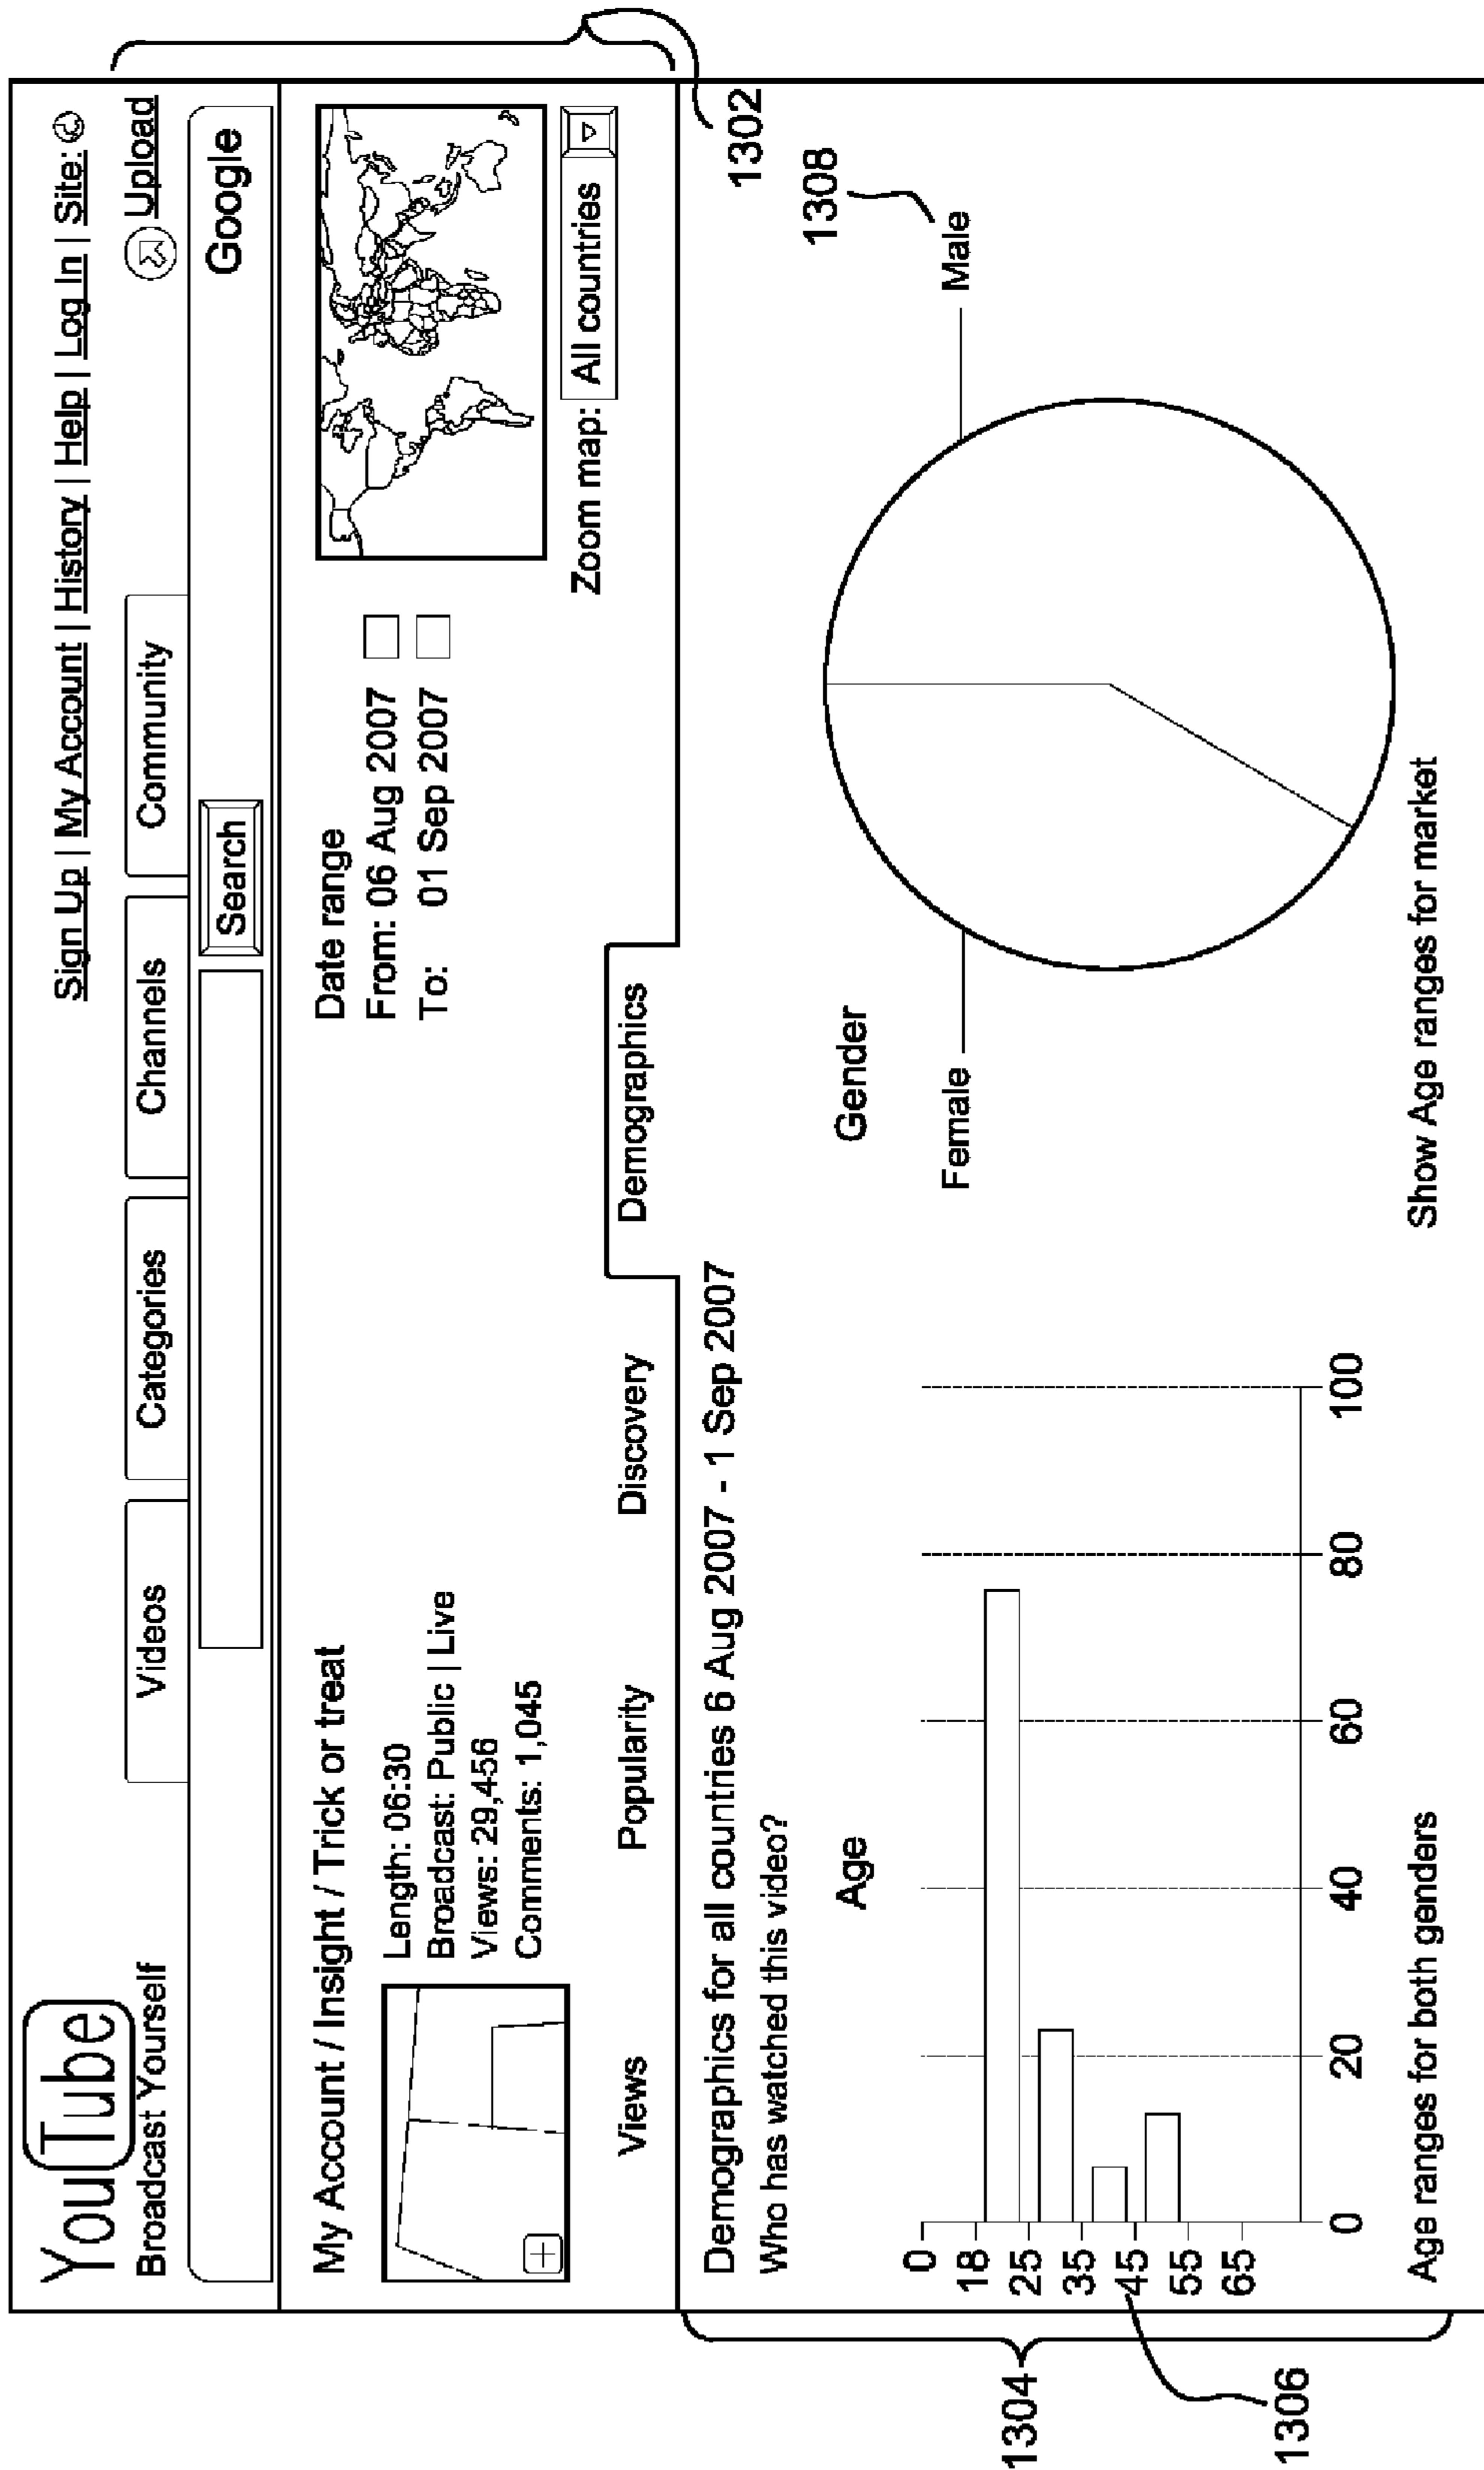 YouTube
Broadcast Yourself
Sign Up | My Account | History | Help | Log In | Site:
Videos
Categories
Channels
Community
Upload
Search
Google
My Account / Insight / Trick or treat
Length: 06:30
Broadcast: Public | Live
Views: 29,456
Comments: 1,045
Date range
From: 06 Aug 2007
To: 01 Sep 2007
Zoom map: All countries
Views
Popularity
Discovery
Demographics
1302
Demographics for all countries 6 Aug 2007 - 1 Sep 2007
Who has watched this video?
Age
0
18
25
35
45
55
65
0 20 40 60 80 100
Age ranges for both genders
Gender
Female
Male
1308
Show Age ranges for market
1304
1306